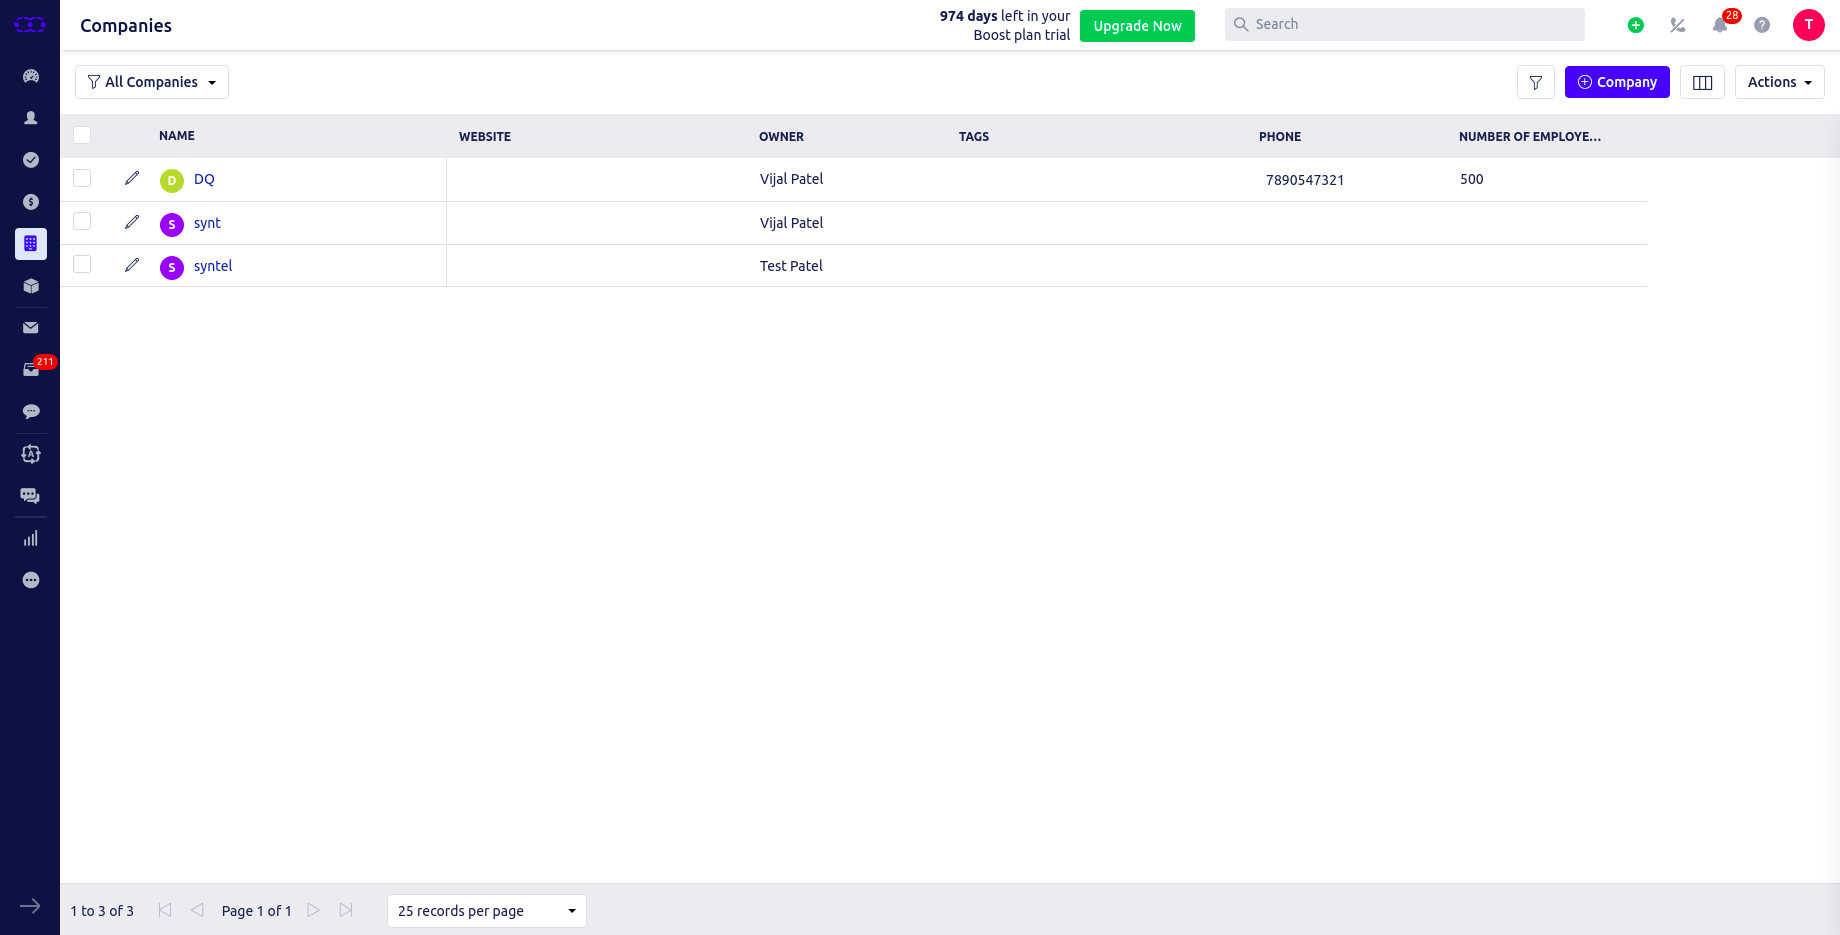 Companies
974 days left in your
Boost plan trial
Upgrade Now
Search
28
T
All Companies
Company
Actions
NAME
WEBSITE
OWNER
TAGS
PHONE
NUMBER OF EMPLOYE...
D
DQ
Vijal Patel
7890547321
500
S
synt
Vijal Patel
S
syntel
Test Patel
211
A
1 to 3 of 3
Page 1 of 1
25 records per page